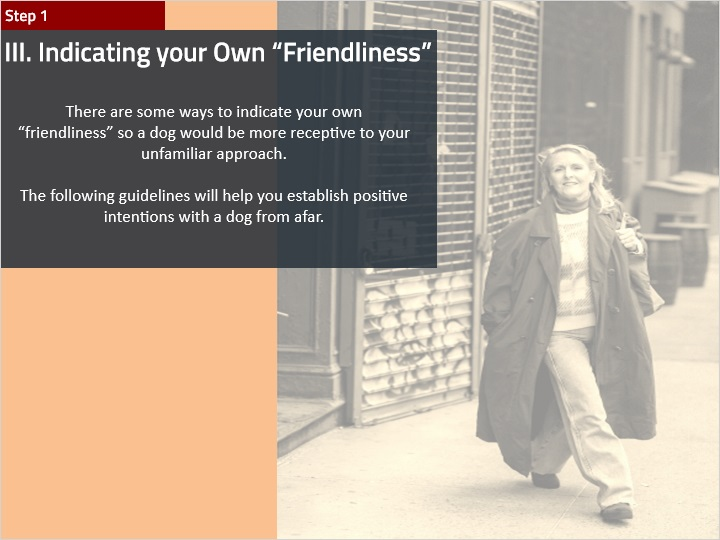 Step 1
III. Indicating your Own “Friendliness”
There are some ways to indicate your own
“friendliness” so a dog would be more receptive to your
unfamiliar approach.
The following guidelines will help you establish positive
intentions with a dog from afar.